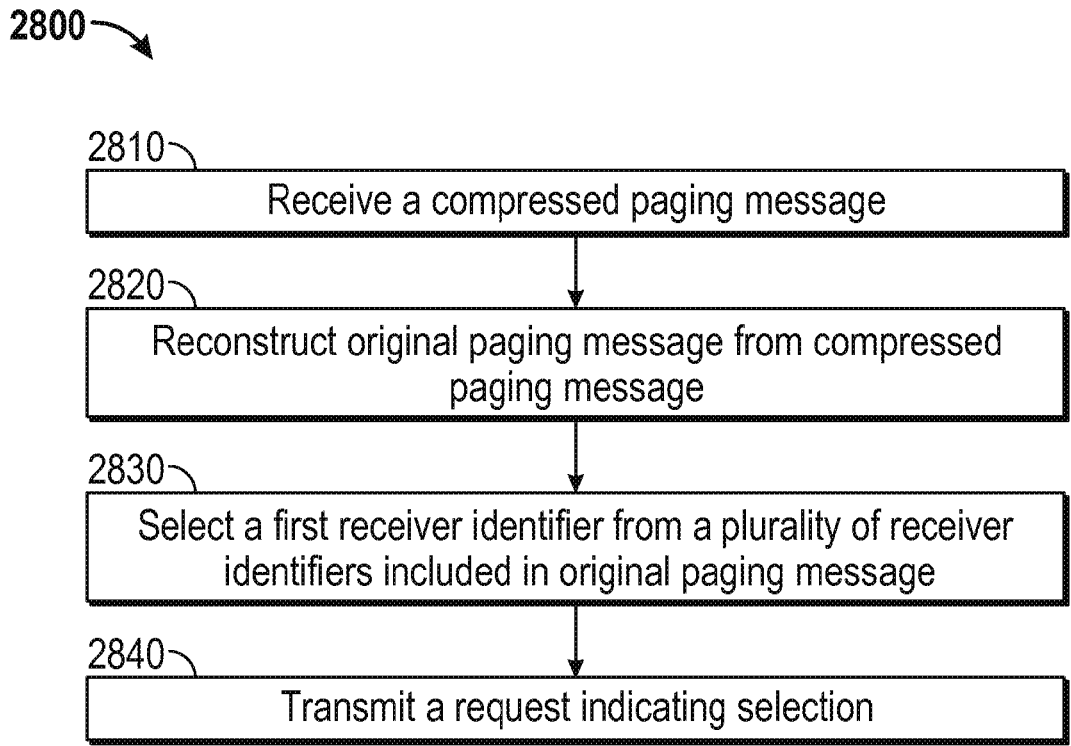 2800
2810
Receive a compressed paging message
2820
Reconstruct original paging message from compressed
paging message
2830
Select a first receiver identifier from a plurality of receiver
identifiers included in original paging message
2840
Transmit a request indicating selection